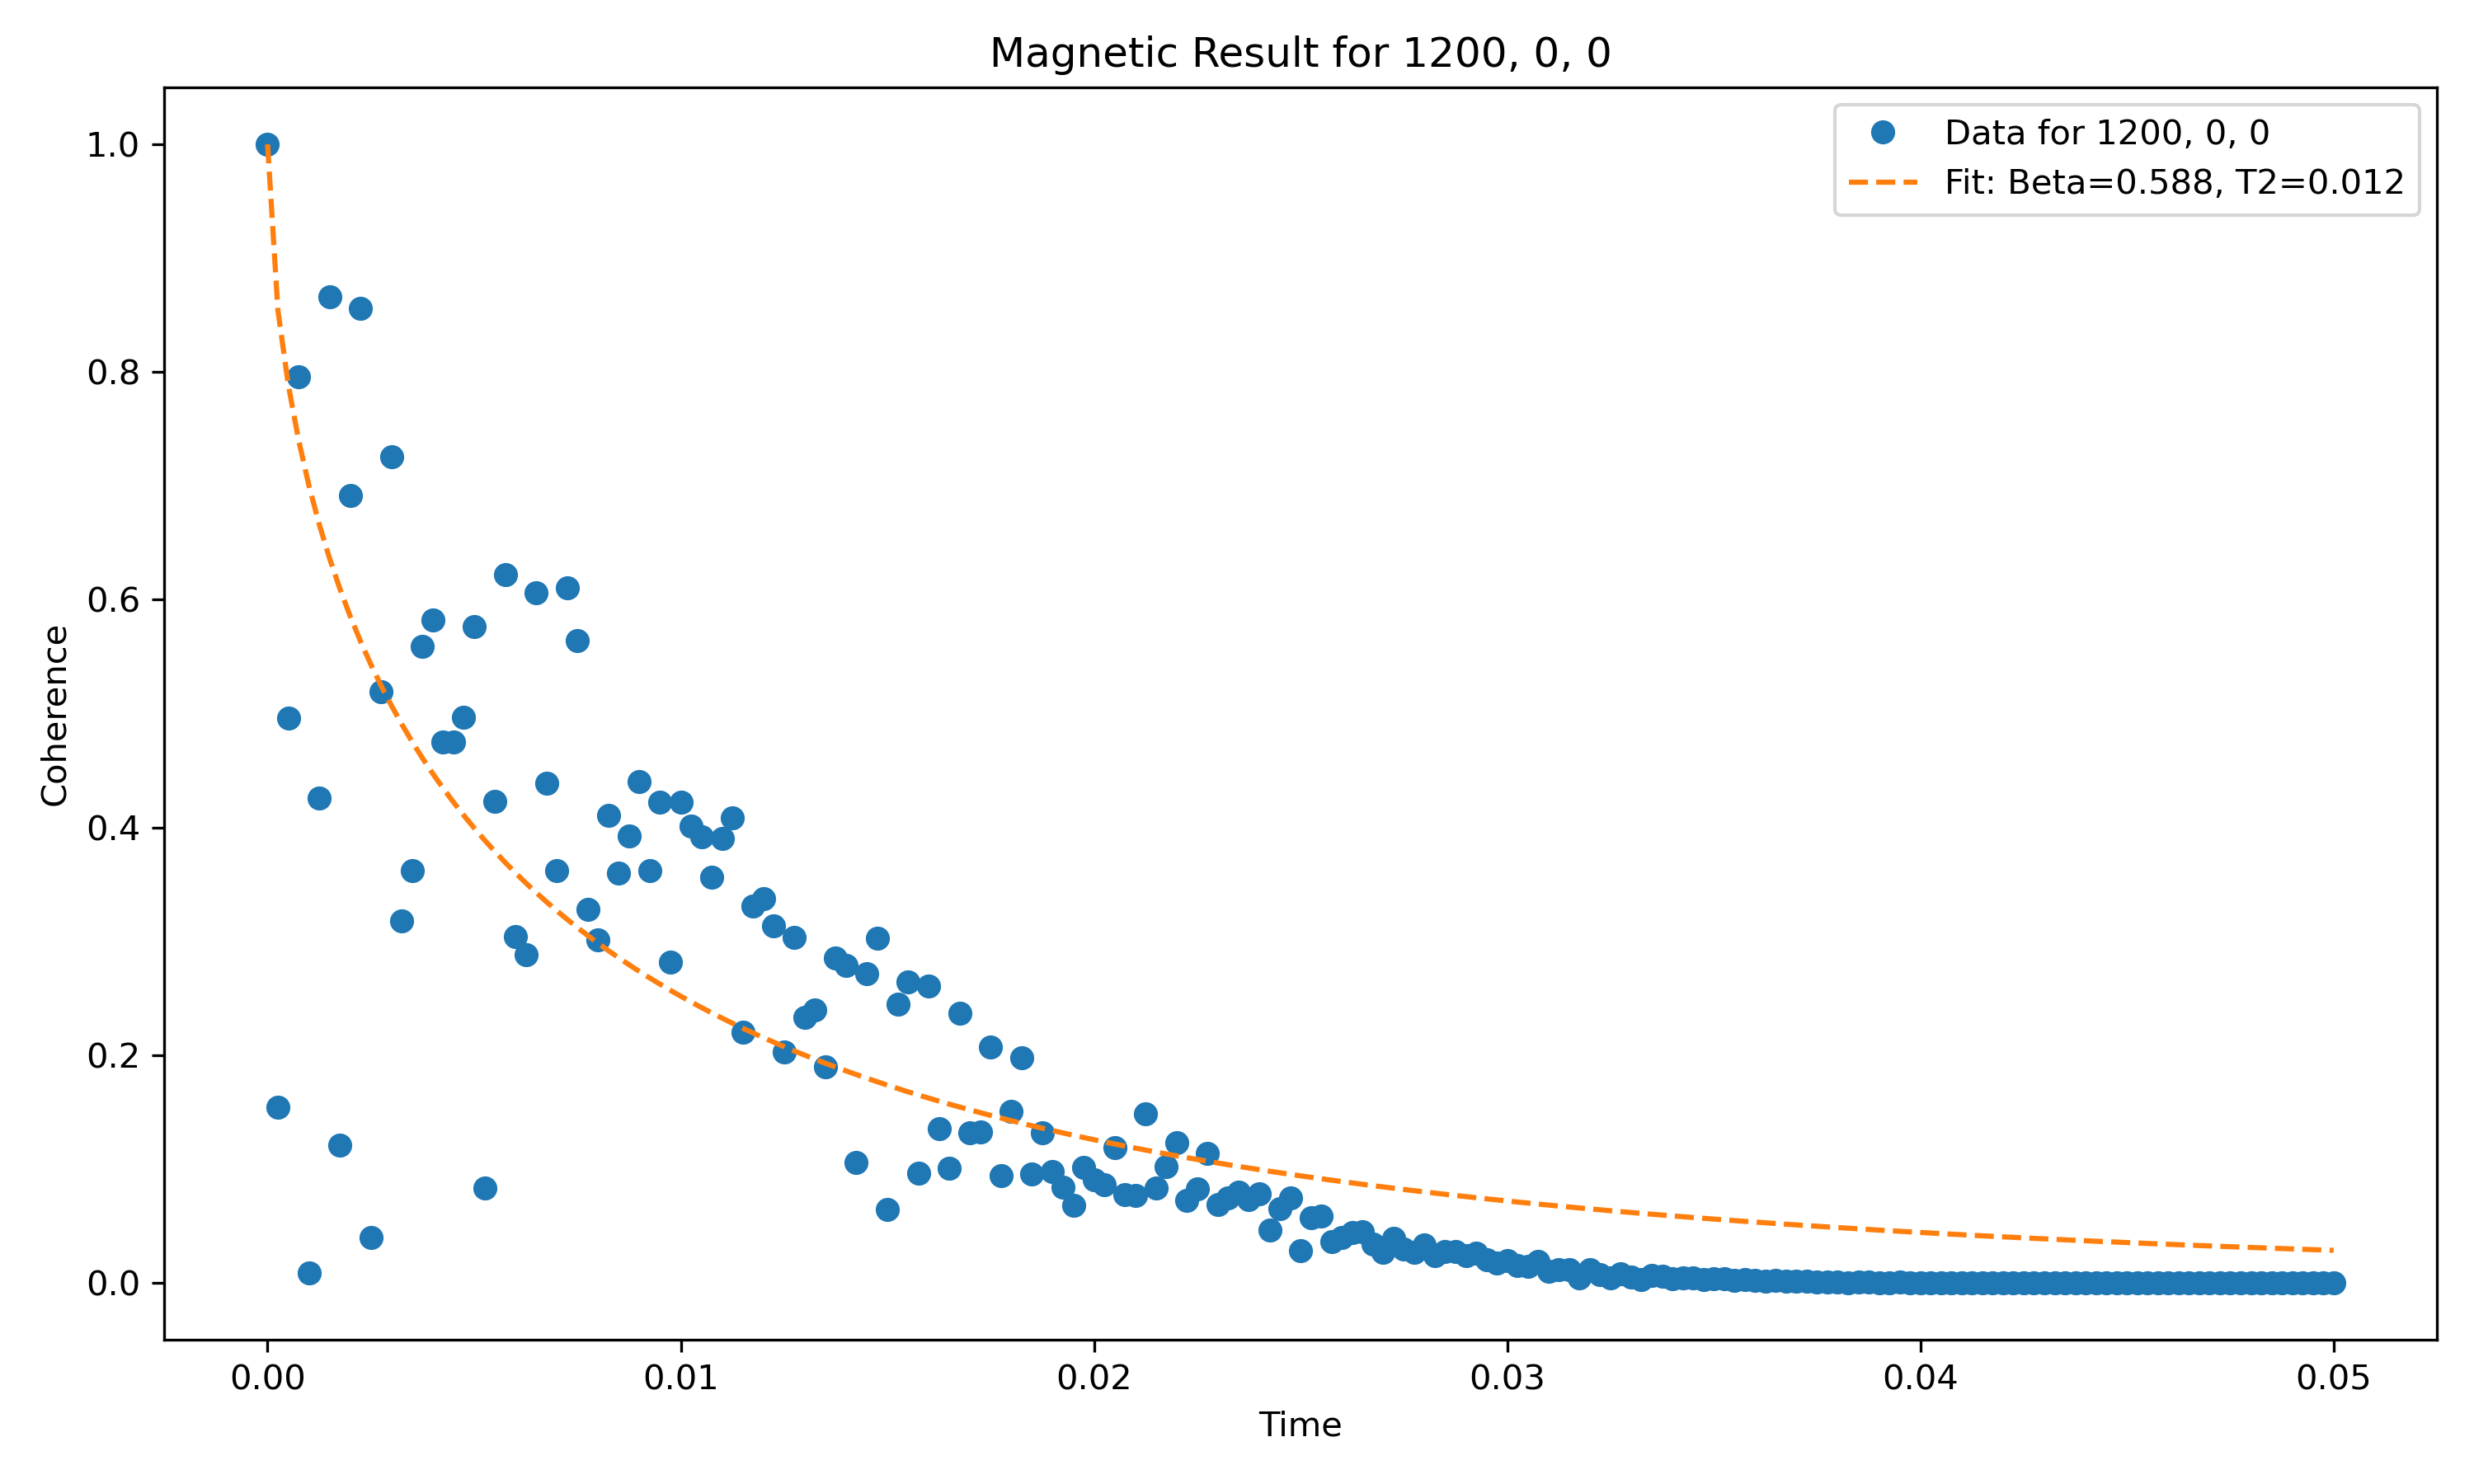 Magnetic Result for 1200, 0, 0
Data for 1200, 0, 0
Fit: Beta=0.588, T2=0.012
Coherence
1.0
0.8
0.6
0.4
0.2
0.0
0.00 0.01 0.02 0.03 0.04 0.05
Time